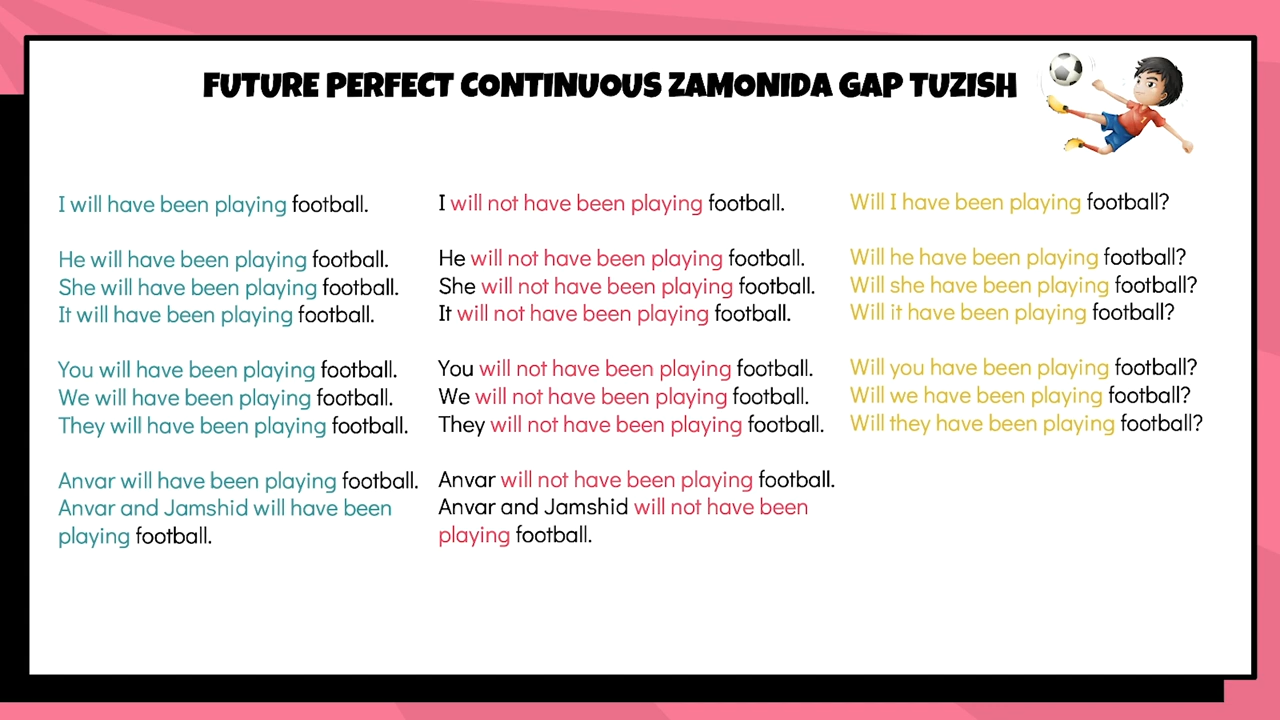 FUTURE PERFECT CONTINUOUS ZAMONIDA GAP TUZISH
I will have been playing football.
He will have been playing football.
She will have been playing football.
It will have been playing football.
You will have been playing football.
We will have been playing football.
They will have been playing football.
Anvar will have been playing football.
Anvar and Jamshid will have been
playing football.
I will not have been playing football.
He will not have been playing football.
She will not have been playing football.
It will not have been playing football.
You will not have been playing football.
We will not have been playing football.
They will not have been playing football.
Anvar will not have been playing football.
Anvar and Jamshid will not have been
playing football.
Will I have been playing football?
Will he have been playing football?
Will she have been playing football?
Will it have been playing football?
Will you have been playing football?
Will we have been playing football?
Will they have been playing football?